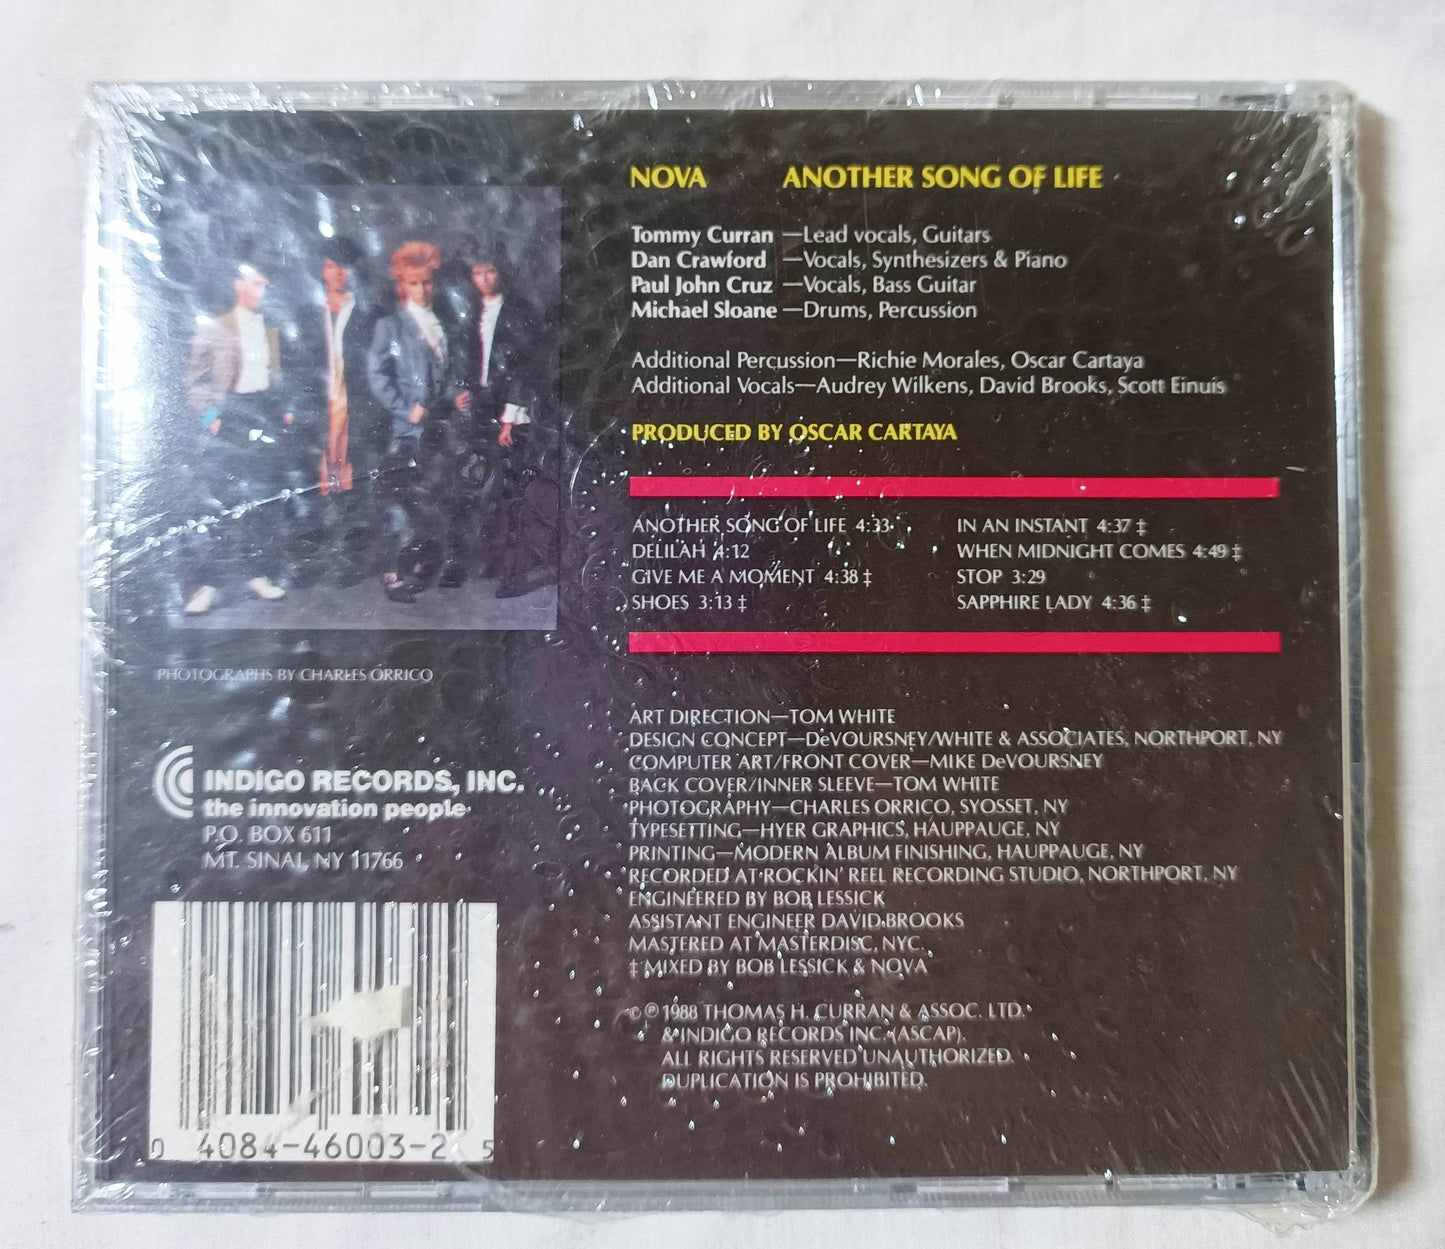 NOVA ANOTHER SONG OF LIFE
Tommy Curran —Lead vocals, Guitars
Dan Crawford —Vocals, Synthesizers & Piano
Paul John Cruz —Vocals, Bass Guitar
Michael Sloane —Drums, Percussion
Additional Percussion—Richie Morales, Oscar Cartaya
Additional Vocals—Audrey Wilkens, David Brooks, Scott Einuis
PRODUCED BY OSCAR CARTAYA
ANOTHER SONG OF LIFE 4:33
DELILAH 4:12
GIVE ME A MOMENT 4:38 ‡
SHOES 3:13 ‡
IN AN INSTANT 4:37 ‡
WHEN MIDNIGHT COMES 4:49 ‡
STOP 3:29
SAPPHIRE LADY 4:36 ‡
PHOTOGRAPHS BY CHARLES ORRICO
INDIGO RECORDS, INC.
the innovation people
P.O. BOX 611
MT. SINAI, NY 11766
ART DIRECTION—TOM WHITE
DESIGN CONCEPT—DeVOURSNEY/WHITE & ASSOCIATES, NORTHPORT, NY
COMPUTER ART/FRONT COVER—MIKE DeVOURSNEY
BACK COVER/INNER SLEEVE—TOM WHITE
PHOTOGRAPHY—CHARLES ORRICO, SYOSSET, NY
TYPESETTING—HYER GRAPHICS, HAUPPAUGE, NY
PRINTING—MODERN ALBUM FINISHING, HAUPPAUGE, NY
RECORDED AT ROCKIN' REEL RECORDING STUDIO, NORTHPORT, NY
ENGINEERED BY BOB LESSICK
ASSISTANT ENGINEER DAVID BROOKS
MASTERED AT MASTERDISC, NYC.
‡ MIXED BY BOB LESSICK & NOVA
© ℗ 1988 THOMAS H. CURRAN & ASSOC. LTD.
& INDIGO RECORDS INC. (ASCAP).
ALL RIGHTS RESERVED UNAUTHORIZED
DUPLICATION IS PROHIBITED.
0 4084-46003-2 5